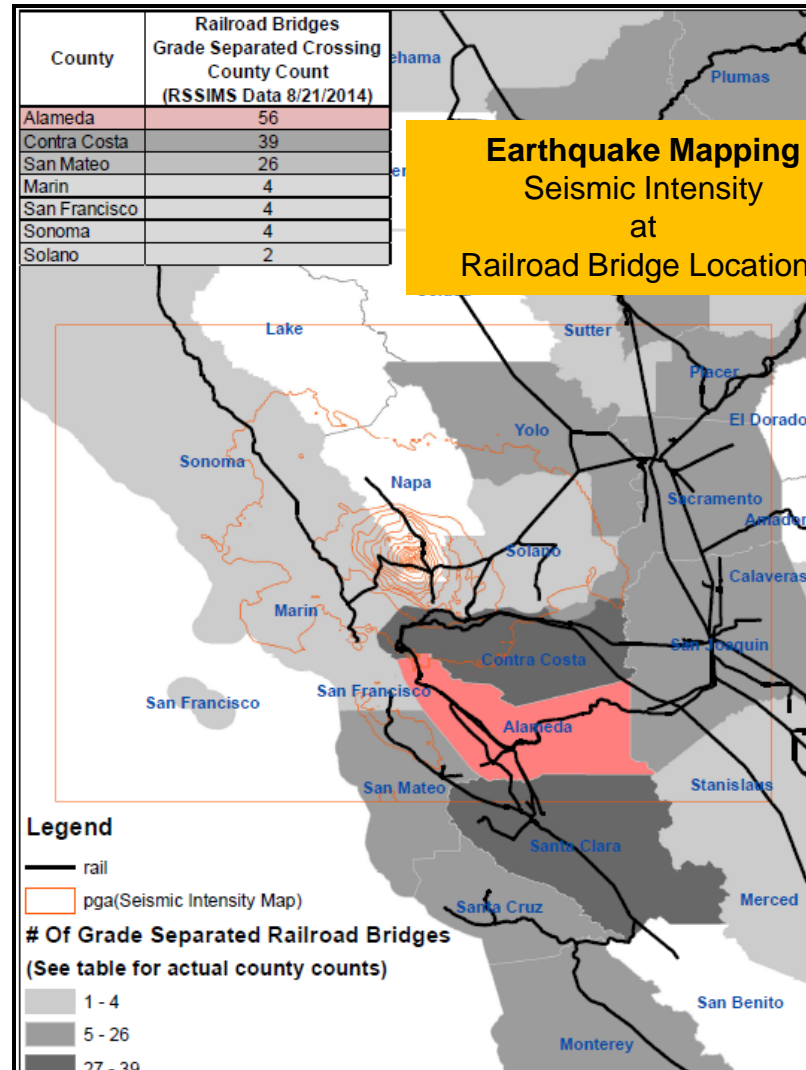 County
Railroad Bridges
Grade Separated Crossing
County Count
(RSSIMS Data 8/21/2014)
Alameda 56
Contra Costa 39
San Mateo 26
Marin 4
San Francisco 4
Sonoma 4
Solano 2
ehama
Plumas
Earthquake Mapping
Seismic Intensity
at
Railroad Bridge Location
Lake
Sutter
Placer
El Dorado
Yolo
Sonoma
Napa
Sacramento
Amador
Solano
Calaveras
Marin
San Joaquin
Contra Costa
San Francisco
San Francisco
Alameda
San Mateo
Stanislaus
Santa Clara
Merced
Santa Cruz
San Benito
Monterey
Legend
rail
pga(Seismic Intensity Map)
# Of Grade Separated Railroad Bridges
(See table for actual county counts)
1 - 4
5 - 26
27 - 39